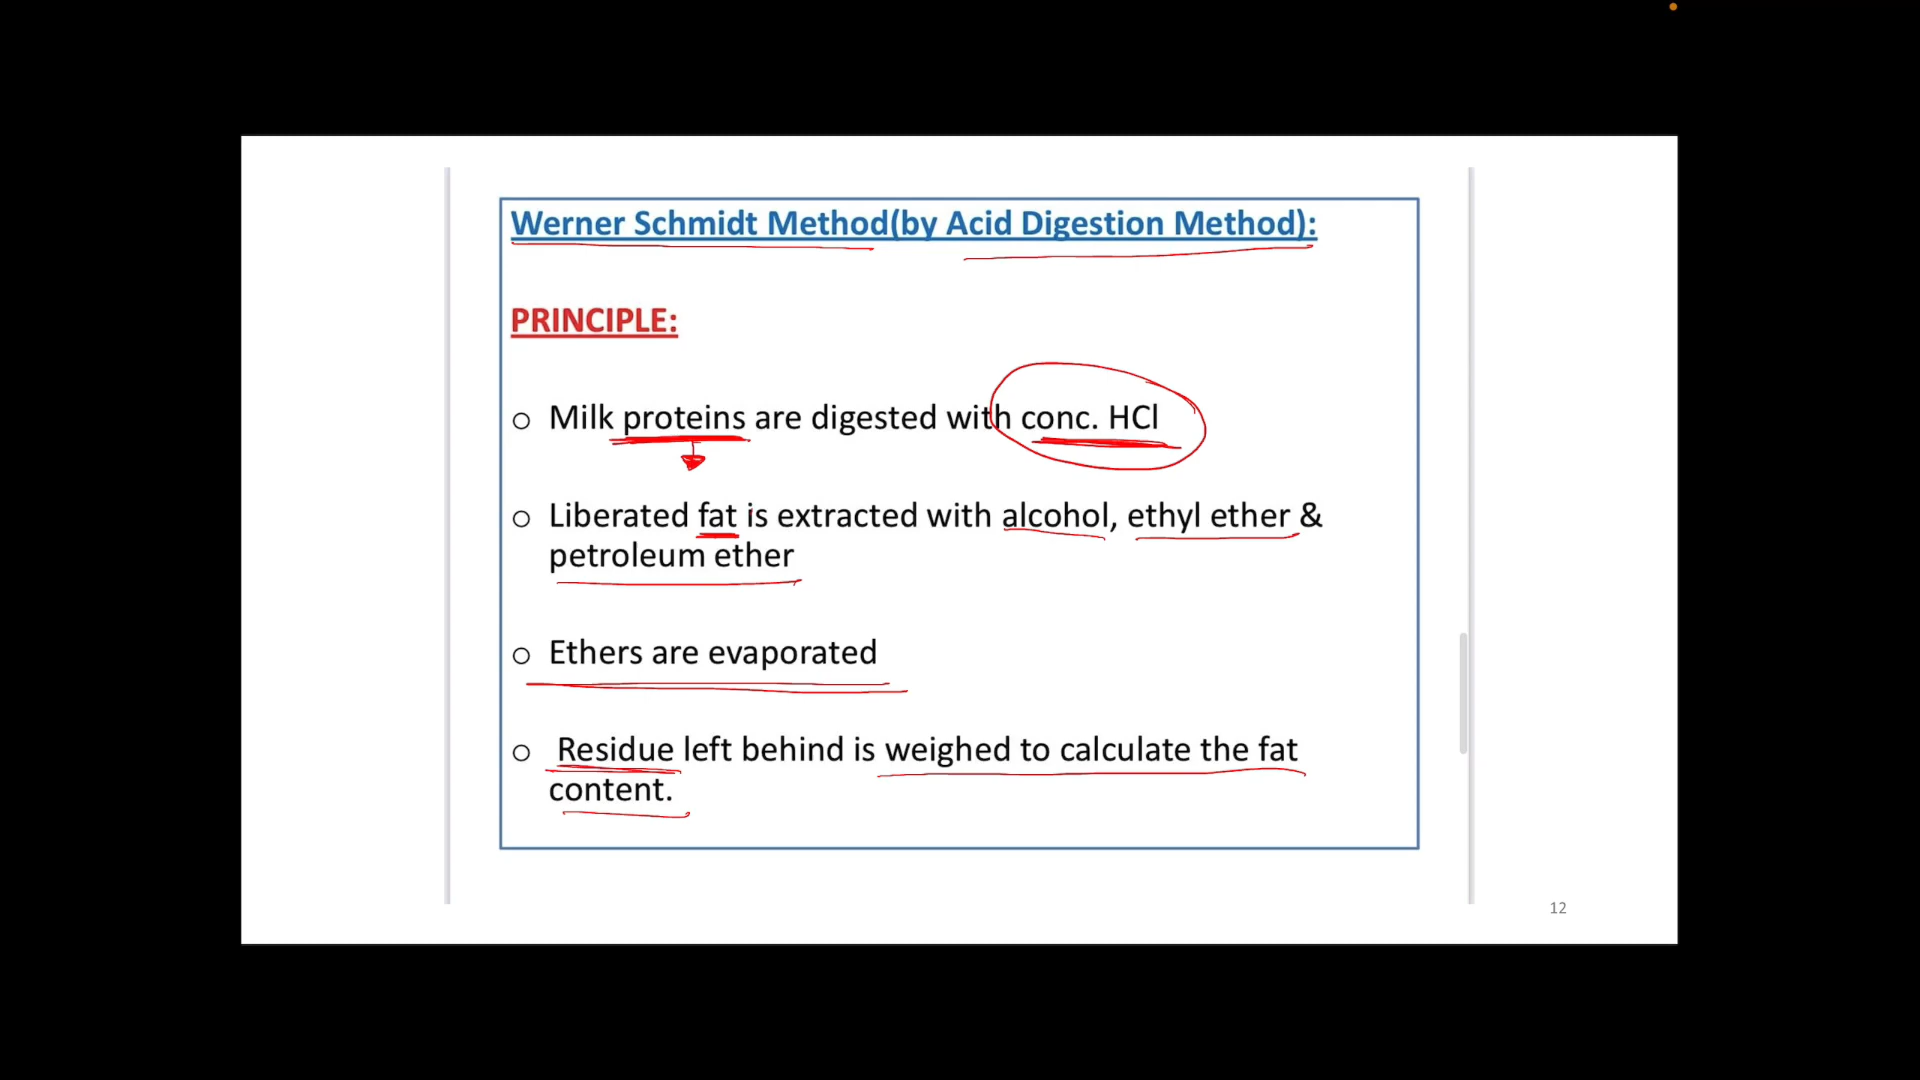 Werner Schmidt Method(by Acid Digestion Method):
PRINCIPLE:
o Milk proteins are digested with conc. HCl
o Liberated fat is extracted with alcohol, ethyl ether &
petroleum ether
o Ethers are evaporated
o Residue left behind is weighed to calculate the fat
content.
12